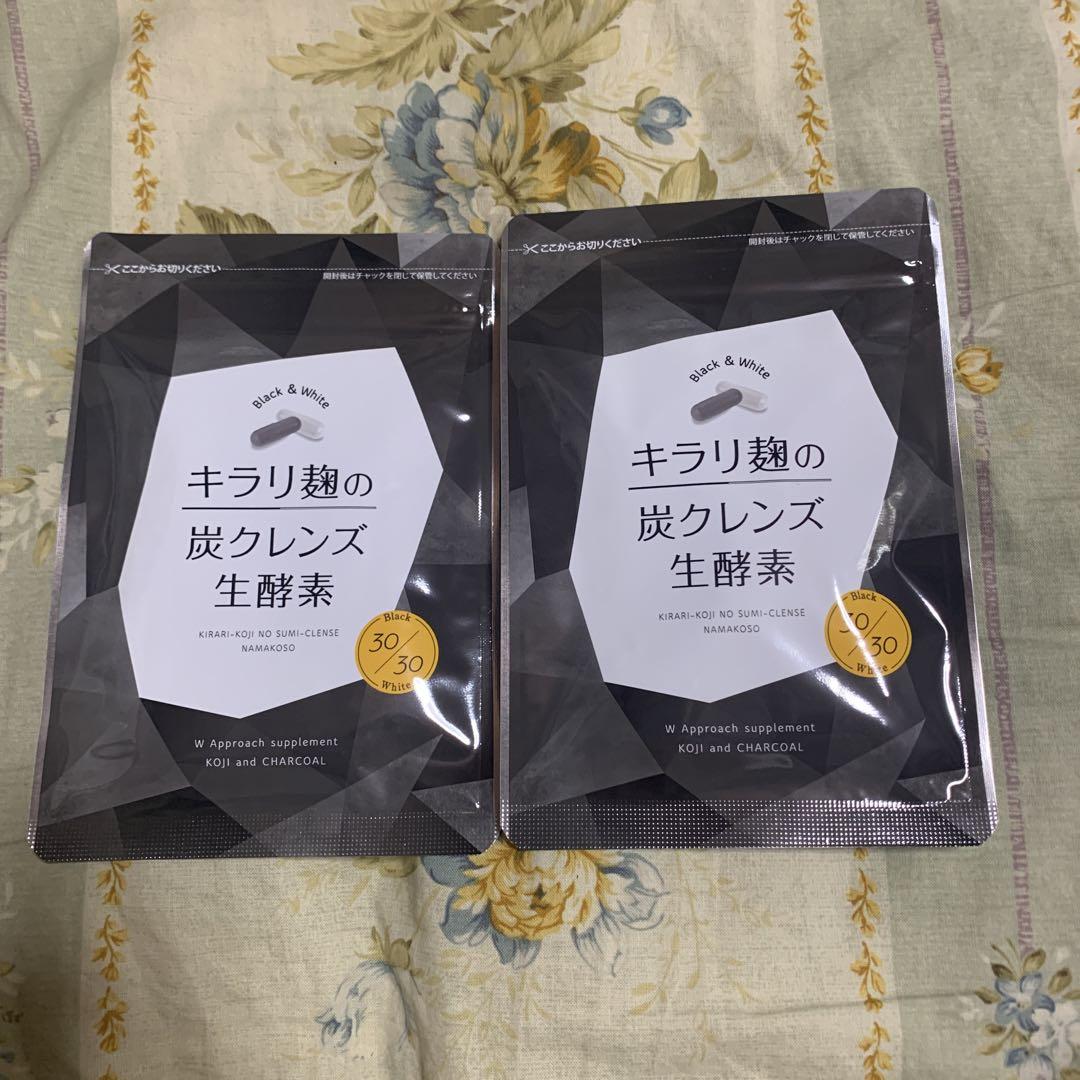 ここからお切りください
開封後はチャックを閉じて保管してください
Black & White
キラリ麹の
炭クレンズ
生酵素
KIRARI-KOJI NO SUMI-CLENSE
NAMAKOSO
Black
30/30
White
W Approach supplement
KOJI and CHARCOAL
ここからお切りください
開封後はチャックを閉じて保管してください
Black & White
キラリ麹の
炭クレンズ
生酵素
KIRARI-KOJI NO SUMI-CLENSE
NAMAKOSO
Black
30/30
White
W Approach supplement
KOJI and CHARCOAL